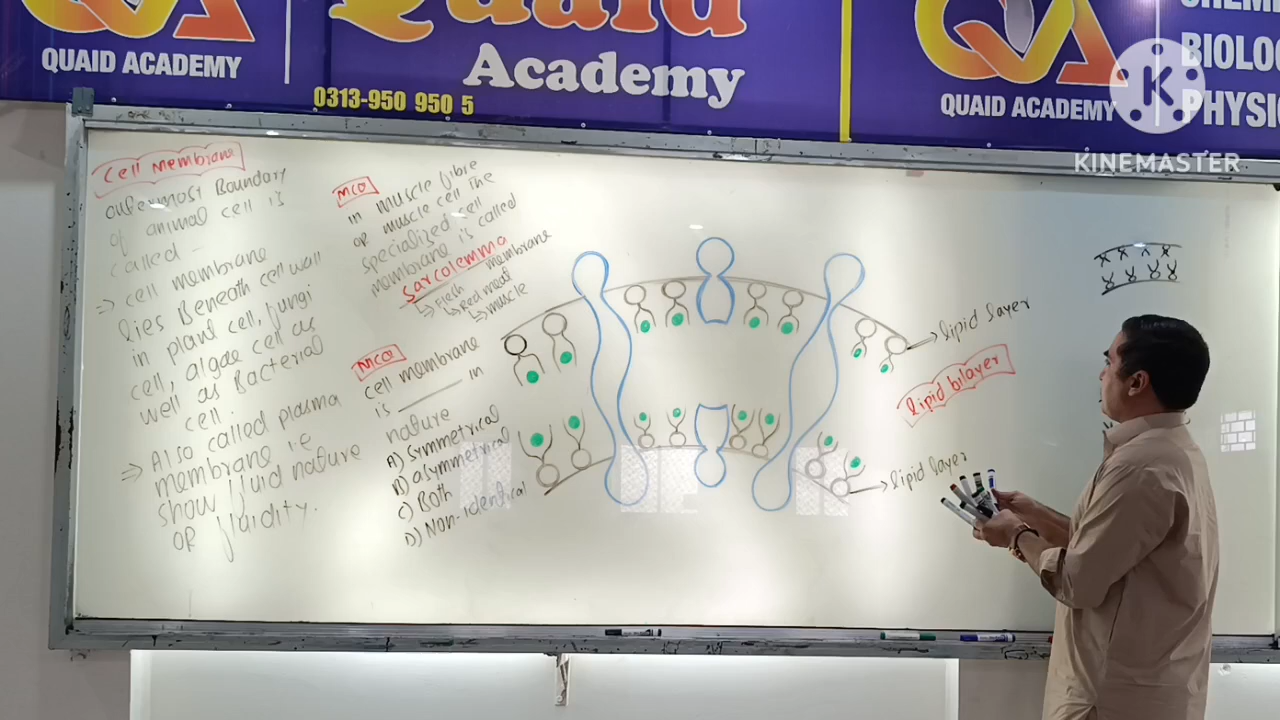 QUAID ACADEMY
Quaid
Academy
0313-950 950 5
QUAID ACADEMY
BIOLO
PHYSI
K
KINEMASTER
Cell Membrane
outermost Boundary
of animal cell is
called -
⇒ cell membrane
lies Beneath cell wall
in plant cell, fungi
cell, algae cell as
well as Bacterial
cell.
⇒ Also called plasma
membrane i.e
show fluid nature
OR fluidity.
MCQ
in muscle fibre
or muscle cell the
specialized cell
membrane is called
sarcolemma
↳ Flesh membrane
↳ Red meat
↳ muscle
MCQ
cell membrane
is ______ in
nature
A) Symmetrical
B) asymmetrical
C) Both
D) Non-identical
→ lipid layer
lipid bilayer
→ lipid layer